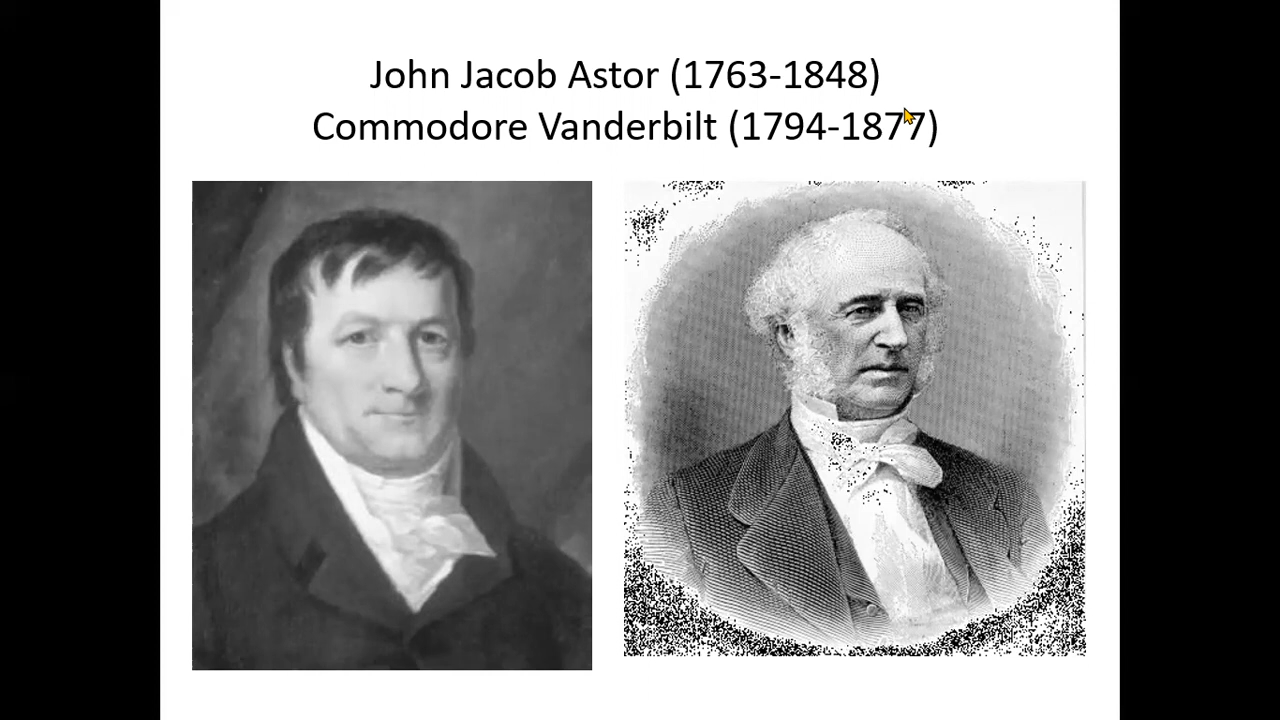 John Jacob Astor (1763-1848)
Commodore Vanderbilt (1794-1877)